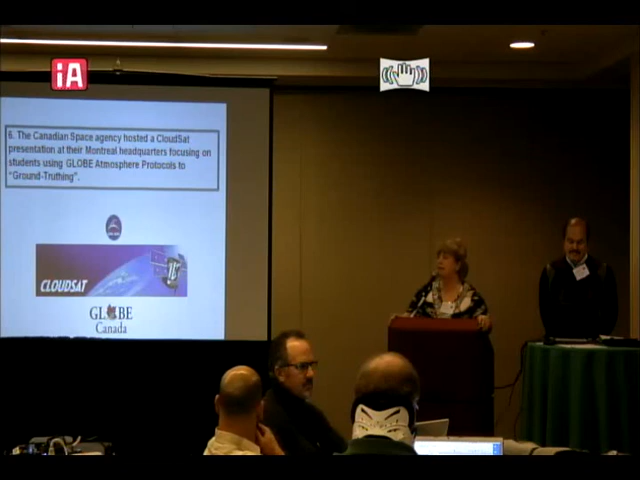 iA
6. The Canadian Space agency hosted a CloudSat
presentation at their Montreal headquarters focusing on
students using GLOBE Atmosphere Protocols to
"Ground-Truthing".
CLOUDSAT
GLOBE
Canada